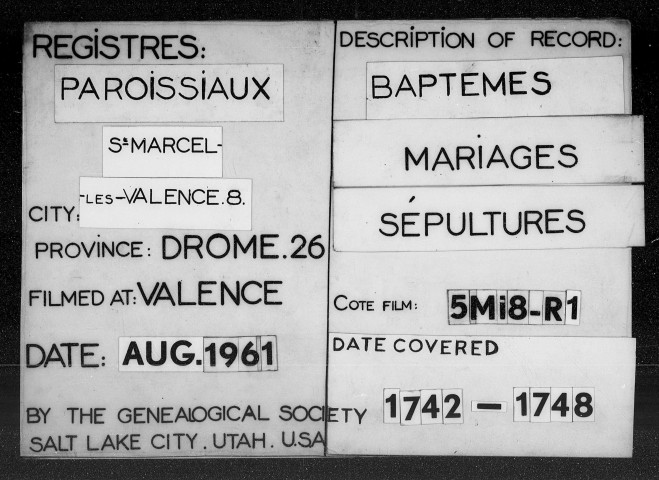 REGISTRES:
PAROISSIAUX
St MARCEL-
-LES-VALENCE.8.
CITY:
PROVINCE: DROME.26
FILMED AT: VALENCE
DATE: AUG.1961
BY THE GENEALOGICAL SOCIETY
SALT LAKE CITY. UTAH. U.S.A
DESCRIPTION OF RECORD:
BAPTEMES
MARIAGES
SÉPULTURES
COTE FILM: 5Mi8-R1
DATE COVERED
1742 - 1748